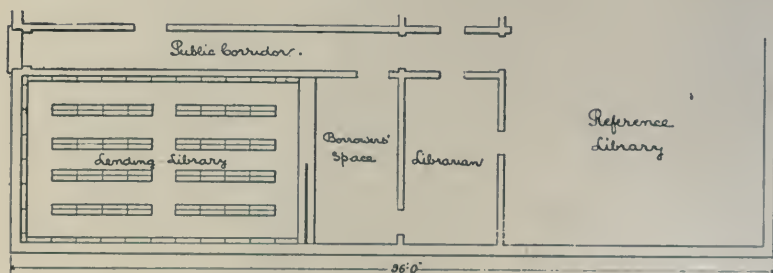 Public Corridor.
Lending Library
Borrowers'
Space
Librarian
Reference
Library
96'·0"